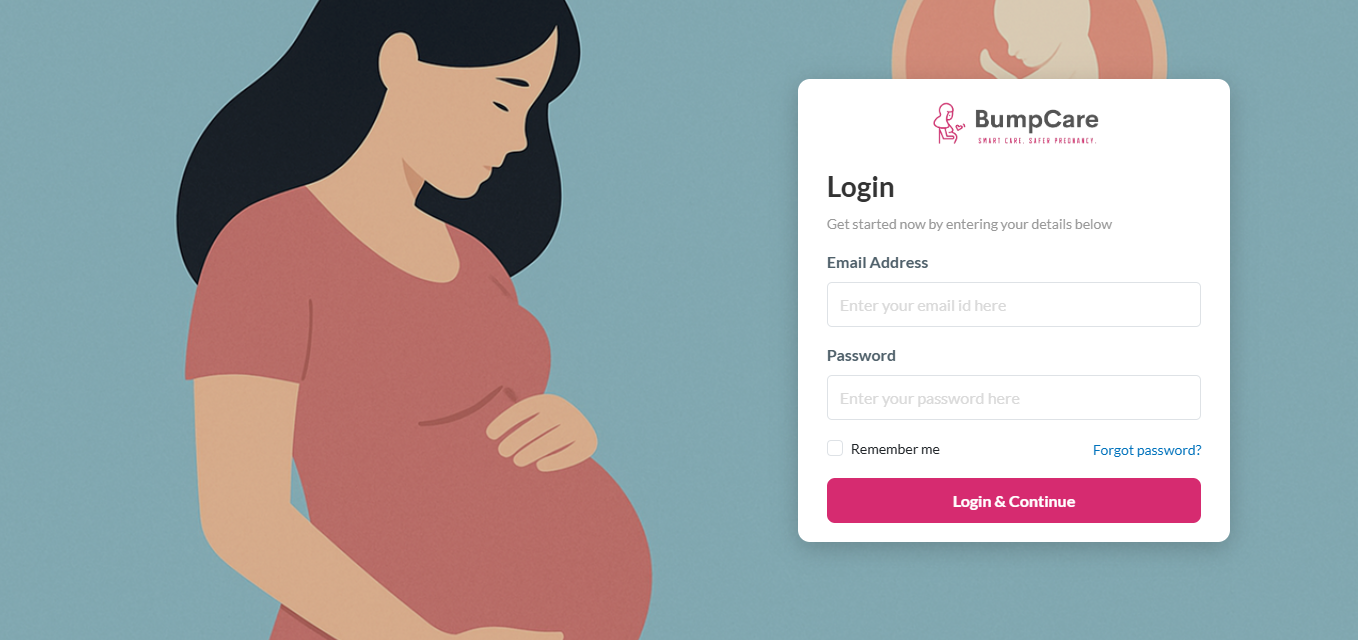 BumpCare
SMART CARE. SAFER PREGNANCY.
Login
Get started now by entering your details below
Email Address
Enter your email id here
Password
Enter your password here
Remember me
Forgot password?
Login & Continue